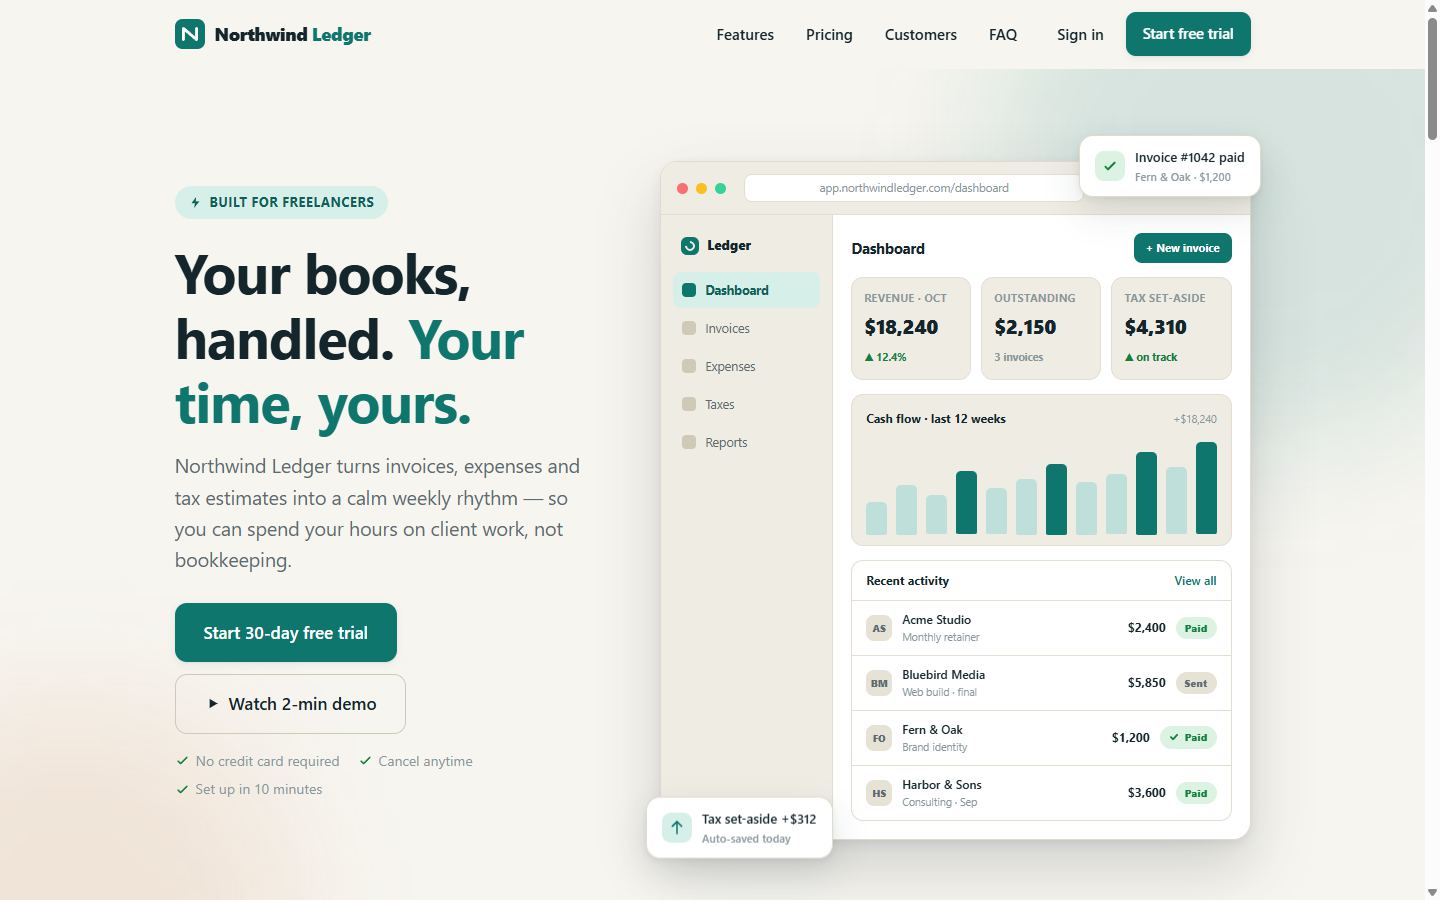 Northwind Ledger
Features
Pricing
Customers
FAQ
Sign in
Start free trial
BUILT FOR FREELANCERS
Your books,
handled. Your
time, yours.
Northwind Ledger turns invoices, expenses and
tax estimates into a calm weekly rhythm — so
you can spend your hours on client work, not
bookkeeping.
Start 30-day free trial
Watch 2-min demo
No credit card required
Cancel anytime
Set up in 10 minutes
app.northwindledger.com/dashboard
Invoice #1042 paid
Fern & Oak · $1,200
Ledger
Dashboard
Invoices
Expenses
Taxes
Reports
Dashboard
+ New invoice
REVENUE · OCT
$18,240
▲ 12.4%
OUTSTANDING
$2,150
3 invoices
TAX SET-ASIDE
$4,310
▲ on track
Cash flow · last 12 weeks
+$18,240
Recent activity
View all
AS
Acme Studio
Monthly retainer
$2,400
Paid
BM
Bluebird Media
Web build · final
$5,850
Sent
FO
Fern & Oak
Brand identity
$1,200
Paid
HS
Harbor & Sons
Consulting · Sep
$3,600
Paid
Tax set-aside +$312
Auto-saved today